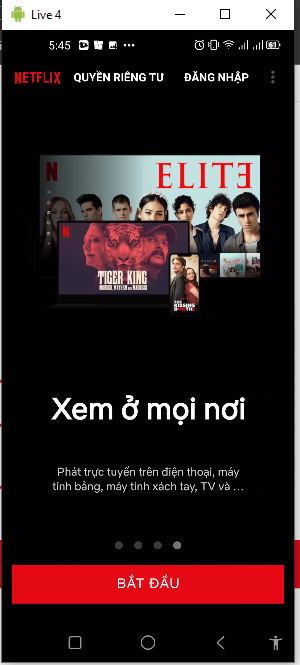 Live 4
5:45
61
NETFLIX QUYỀN RIÊNG TƯ ĐĂNG NHẬP
ELITE
TIGER KING
MURDER, MAYHEM AND MADNESS
THE KISSING BOOTH
Xem ở mọi nơi
Phát trực tuyến trên điện thoại, máy
tính bảng, máy tính xách tay, TV và ...
BẮT ĐẦU